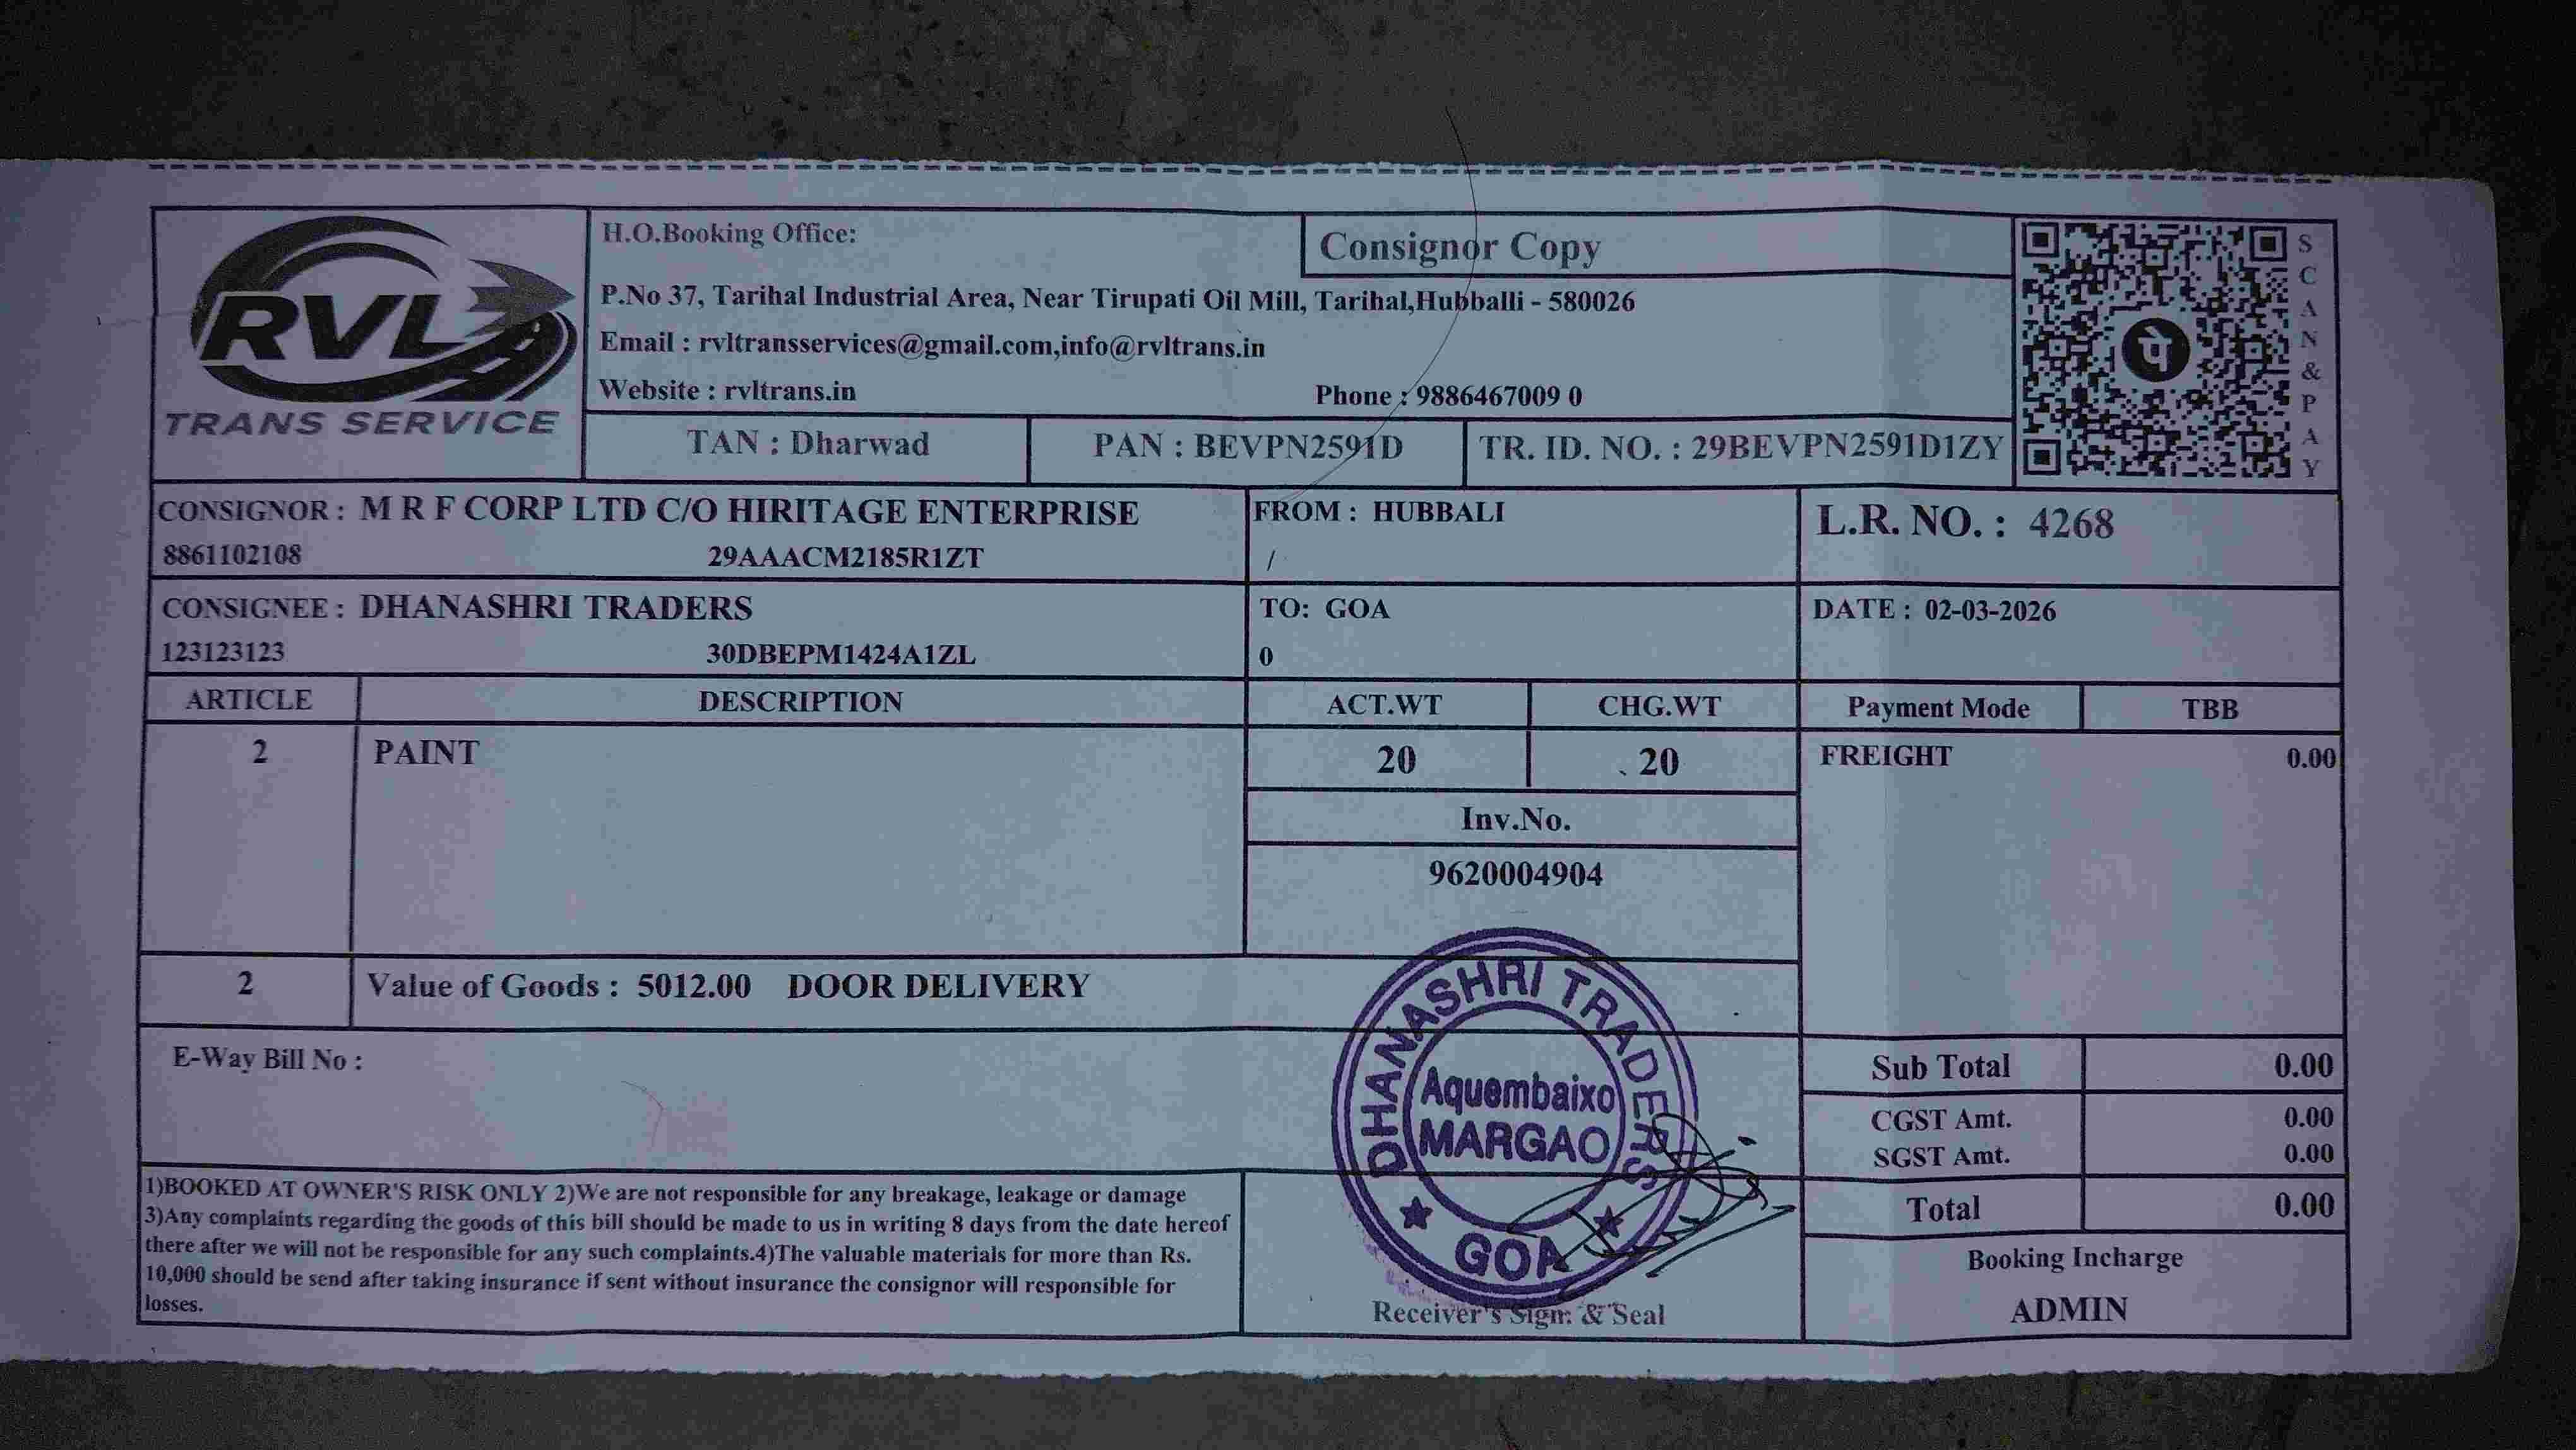 RVL
TRANS SERVICE
H.O.Booking Office:
Consignor Copy
P.No 37, Tarihal Industrial Area, Near Tirupati Oil Mill, Tarihal,Hubballi - 580026
Email : rvltransservices@gmail.com,info@rvltrans.in
Website : rvltrans.in Phone : 9886467009 0
TAN : Dharwad PAN : BEVPN2591D TR. ID. NO. : 29BEVPN2591D1ZY
पे
SCAN&PAY
CONSIGNOR : M R F CORP LTD C/O HIRITAGE ENTERPRISE FROM : HUBBALI L.R. NO. : 4268
8861102108 29AAACM2185R1ZT /
CONSIGNEE : DHANASHRI TRADERS TO: GOA DATE : 02-03-2026
123123123 30DBEPM1424A1ZL 0
ARTICLE DESCRIPTION ACT.WT CHG.WT Payment Mode TBB
2 PAINT 20 20 FREIGHT 0.00
Inv.No.
9620004904
2 Value of Goods : 5012.00 DOOR DELIVERY
E-Way Bill No :
Sub Total 0.00
CGST Amt. 0.00
SGST Amt. 0.00
Total 0.00
DHANASHRI TRADERS
Aquembaixo
MARGAO
GOA
1)BOOKED AT OWNER'S RISK ONLY 2)We are not responsible for any breakage, leakage or damage
3)Any complaints regarding the goods of this bill should be made to us in writing 8 days from the date hereof
there after we will not be responsible for any such complaints.4)The valuable materials for more than Rs.
10,000 should be send after taking insurance if sent without insurance the consignor will responsible for
losses.
Receiver's Sign: & Seal
Booking Incharge
ADMIN